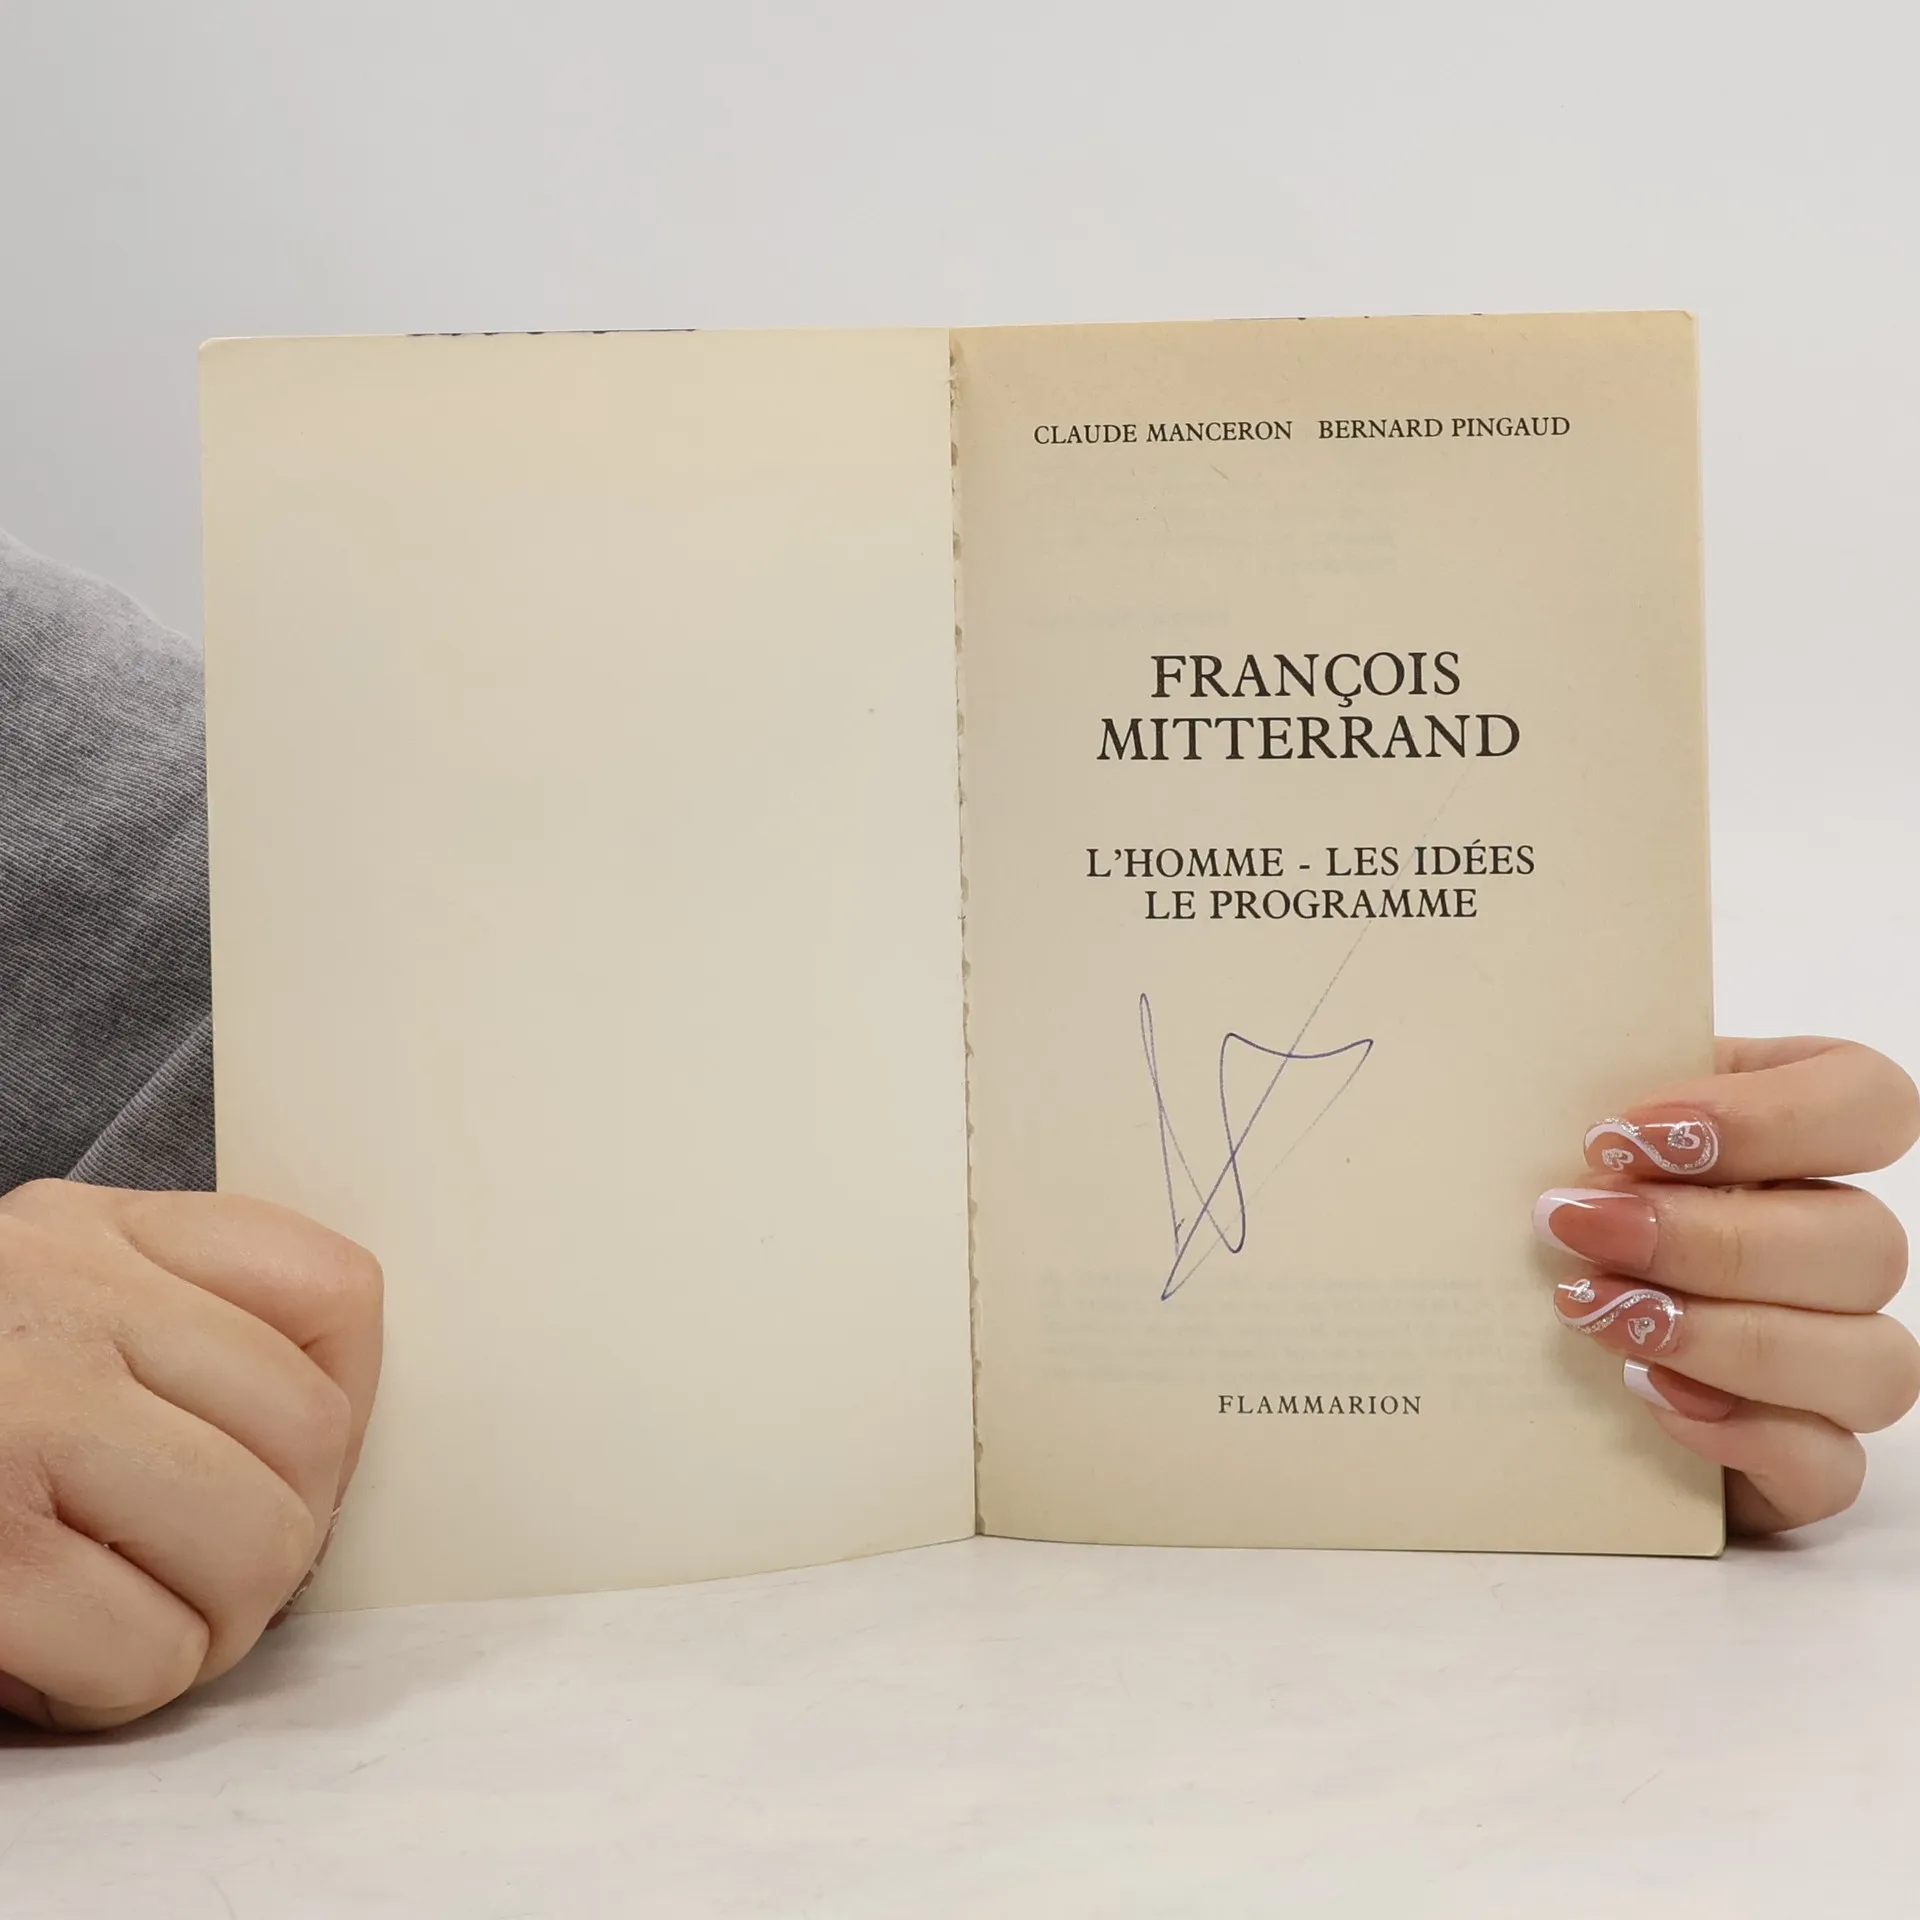 CLAUDE MANCERON BERNARD PINGAUD
FRANÇOIS
MITTERRAND
L'HOMME - LES IDÉES
LE PROGRAMME
FLAMMARION